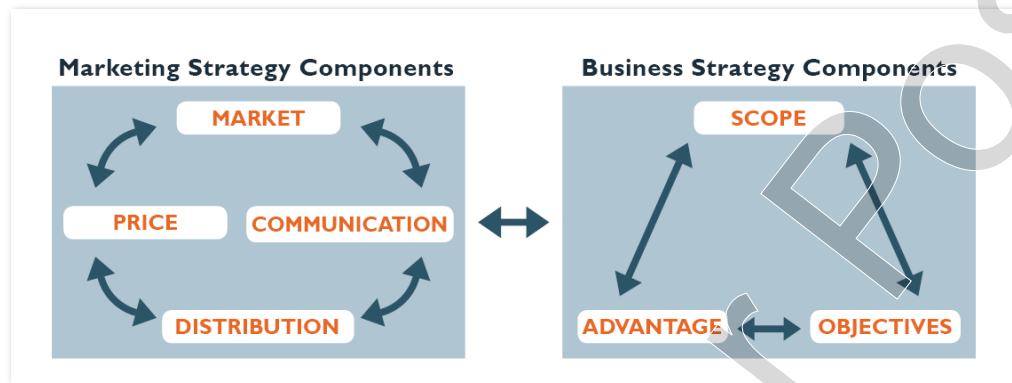 Marketing Strategy Components
MARKET
PRICE
COMMUNICATION
DISTRIBUTION
Business Strategy Components
SCOPE
ADVANTAGE
OBJECTIVES